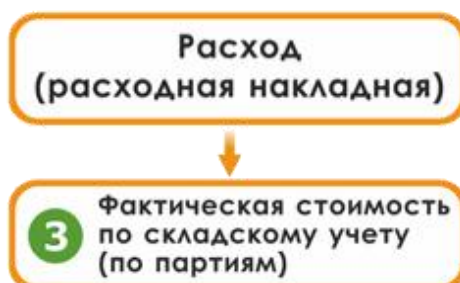 Расход
(расходная накладная)
3
Фактическая стоимость
по складскому учету
(по партиям)